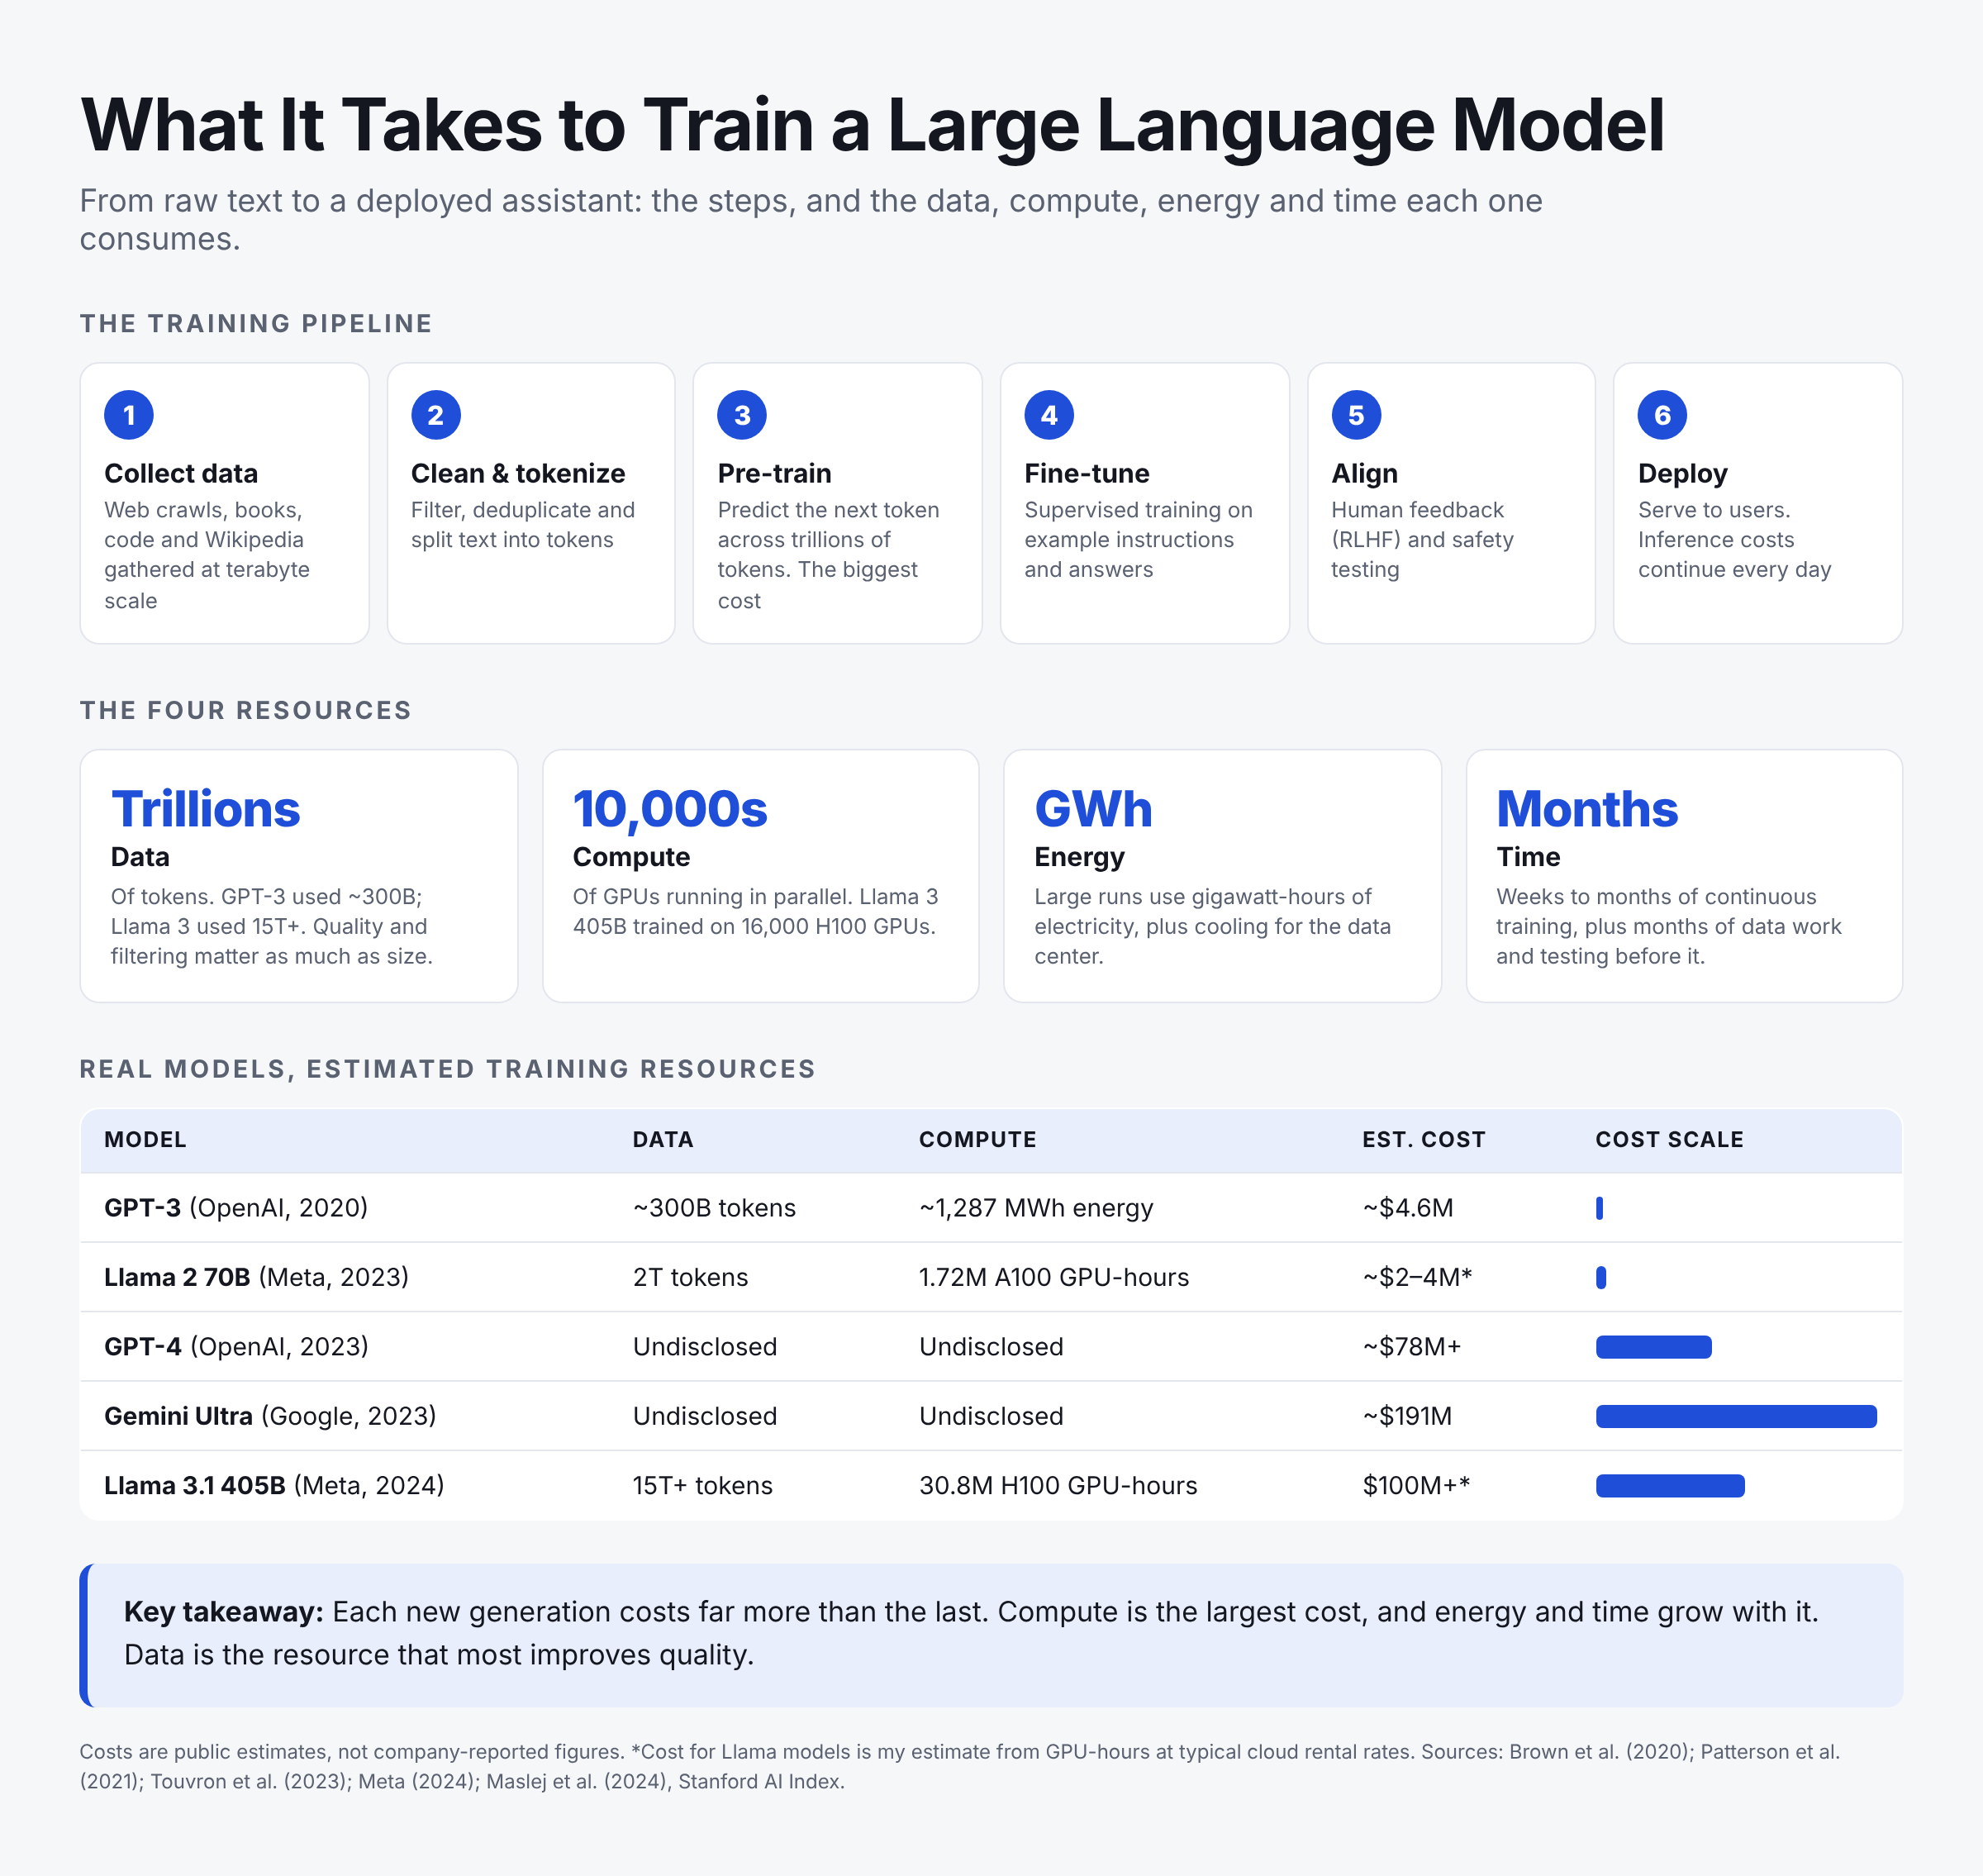 What It Takes to Train a Large Language Model
From raw text to a deployed assistant: the steps, and the data, compute, energy and time each one
consumes.
THE TRAINING PIPELINE
1
Collect data
Web crawls, books,
code and Wikipedia
gathered at terabyte
scale
2
Clean & tokenize
Filter, deduplicate and
split text into tokens
3
Pre-train
Predict the next token
across trillions of
tokens. The biggest
cost
4
Fine-tune
Supervised training on
example instructions
and answers
5
Align
Human feedback
(RLHF) and safety
testing
6
Deploy
Serve to users.
Inference costs
continue every day
THE FOUR RESOURCES
Trillions
Data
Of tokens. GPT-3 used ~300B;
Llama 3 used 15T+. Quality and
filtering matter as much as size.
10,000s
Compute
Of GPUs running in parallel. Llama 3
405B trained on 16,000 H100 GPUs.
GWh
Energy
Large runs use gigawatt-hours of
electricity, plus cooling for the data
center.
Months
Time
Weeks to months of continuous
training, plus months of data work
and testing before it.
REAL MODELS, ESTIMATED TRAINING RESOURCES
MODEL DATA COMPUTE EST. COST COST SCALE
GPT-3 (OpenAI, 2020) ~300B tokens ~1,287 MWh energy ~$4.6M
Llama 2 70B (Meta, 2023) 2T tokens 1.72M A100 GPU-hours ~$2–4M*
GPT-4 (OpenAI, 2023) Undisclosed Undisclosed ~$78M+
Gemini Ultra (Google, 2023) Undisclosed Undisclosed ~$191M
Llama 3.1 405B (Meta, 2024) 15T+ tokens 30.8M H100 GPU-hours $100M+*
Key takeaway: Each new generation costs far more than the last. Compute is the largest cost, and energy and time grow with it.
Data is the resource that most improves quality.
Costs are public estimates, not company-reported figures. *Cost for Llama models is my estimate from GPU-hours at typical cloud rental rates. Sources: Brown et al. (2020); Patterson et al.
(2021); Touvron et al. (2023); Meta (2024); Maslej et al. (2024), Stanford AI Index.